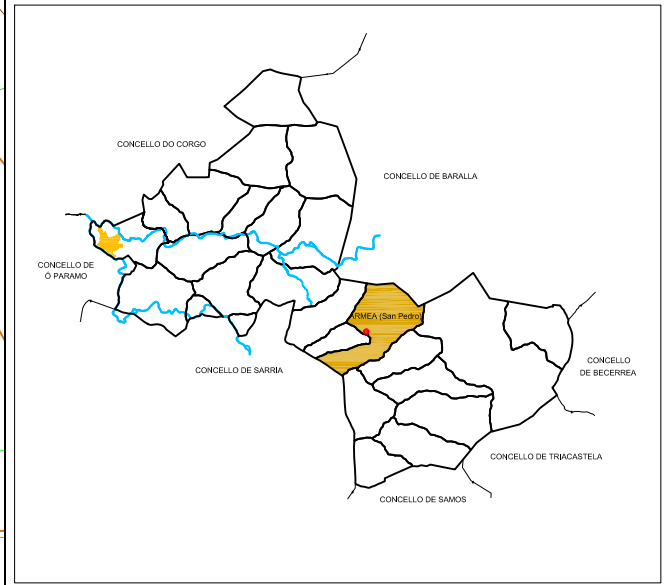 CONCELLO DO CORGO
CONCELLO DE BARALLA
CONCELLO DE
Ó PARAMO
ARMEA (San Pedro)
CONCELLO DE SARRIA
CONCELLO
DE BECERREA
CONCELLO DE TRIACASTELA
CONCELLO DE SAMOS